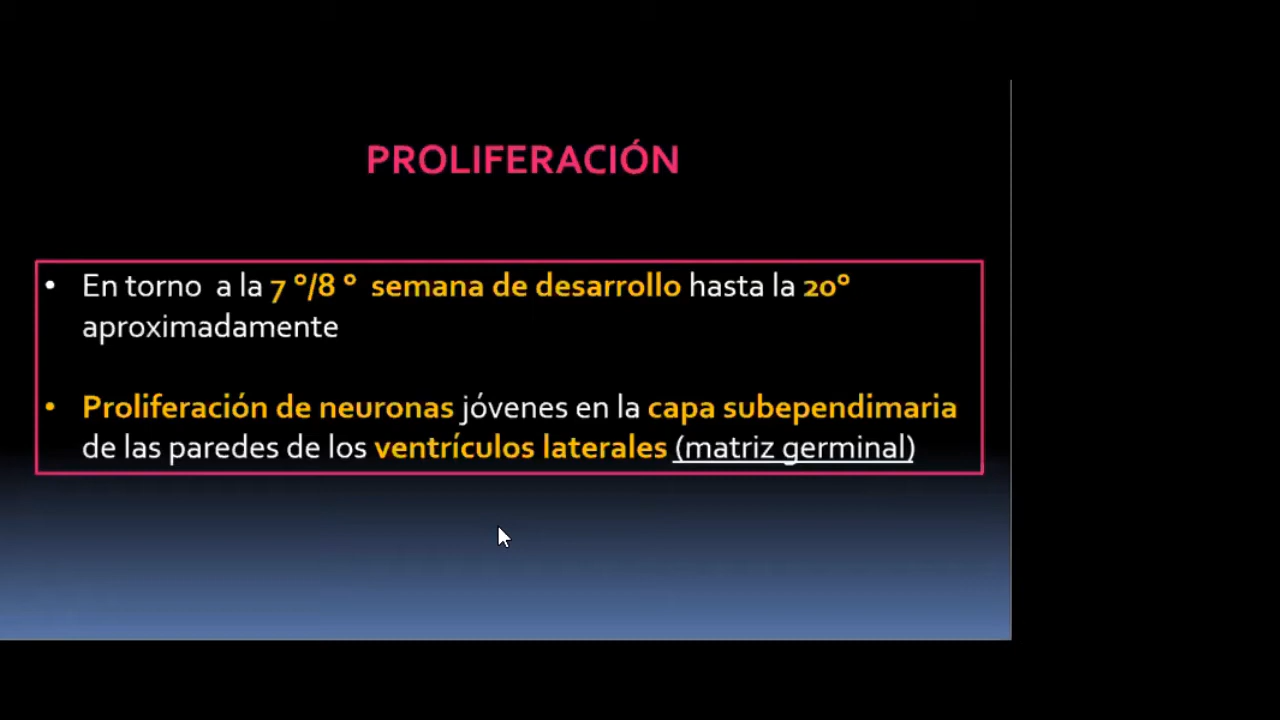 PROLIFERACIÓN
• En torno  a la 7 º/8 º  semana de desarrollo hasta la 20º
aproximadamente
• Proliferación de neuronas jóvenes en la capa subependimaria
de las paredes de los ventrículos laterales (matriz germinal)